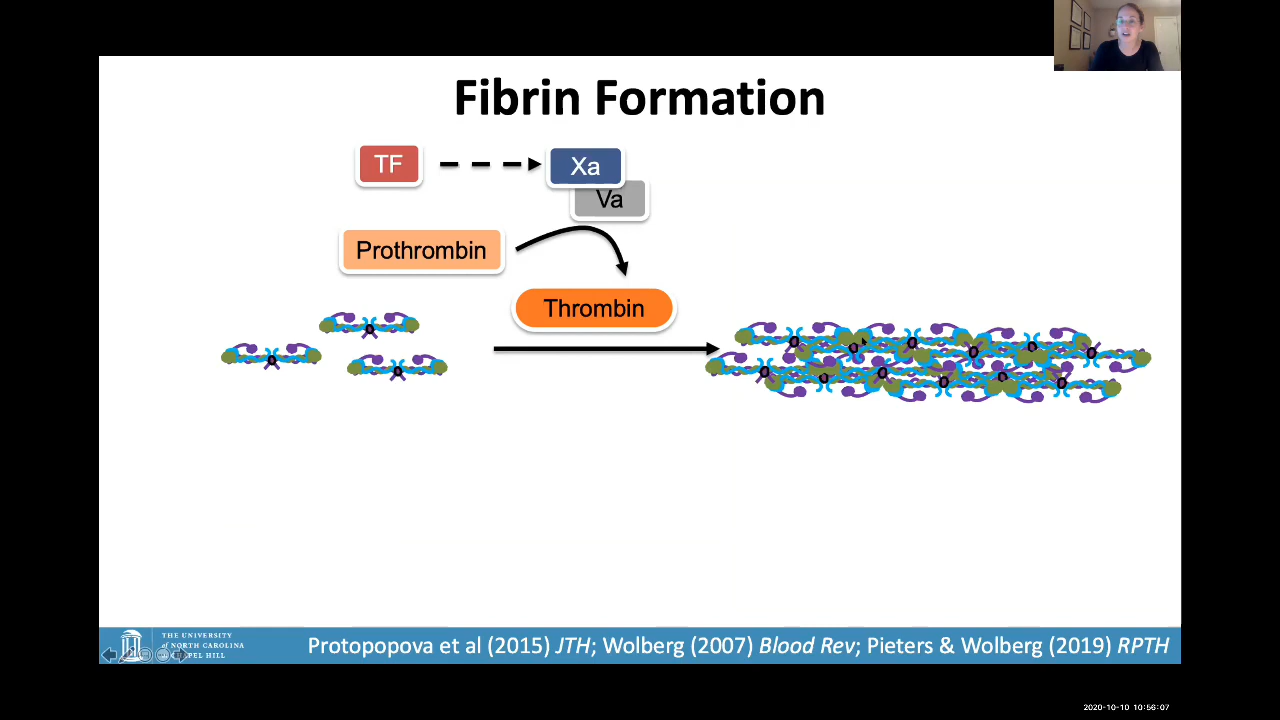 Fibrin Formation
TF
Xa
Va
Prothrombin
Thrombin
THE UNIVERSITY
of NORTH CAROLINA
HILL
Protopopova et al (2015) JTH; Wolberg (2007) Blood Rev; Pieters & Wolberg (2019) RPTH
2020-10-10 10:56:07